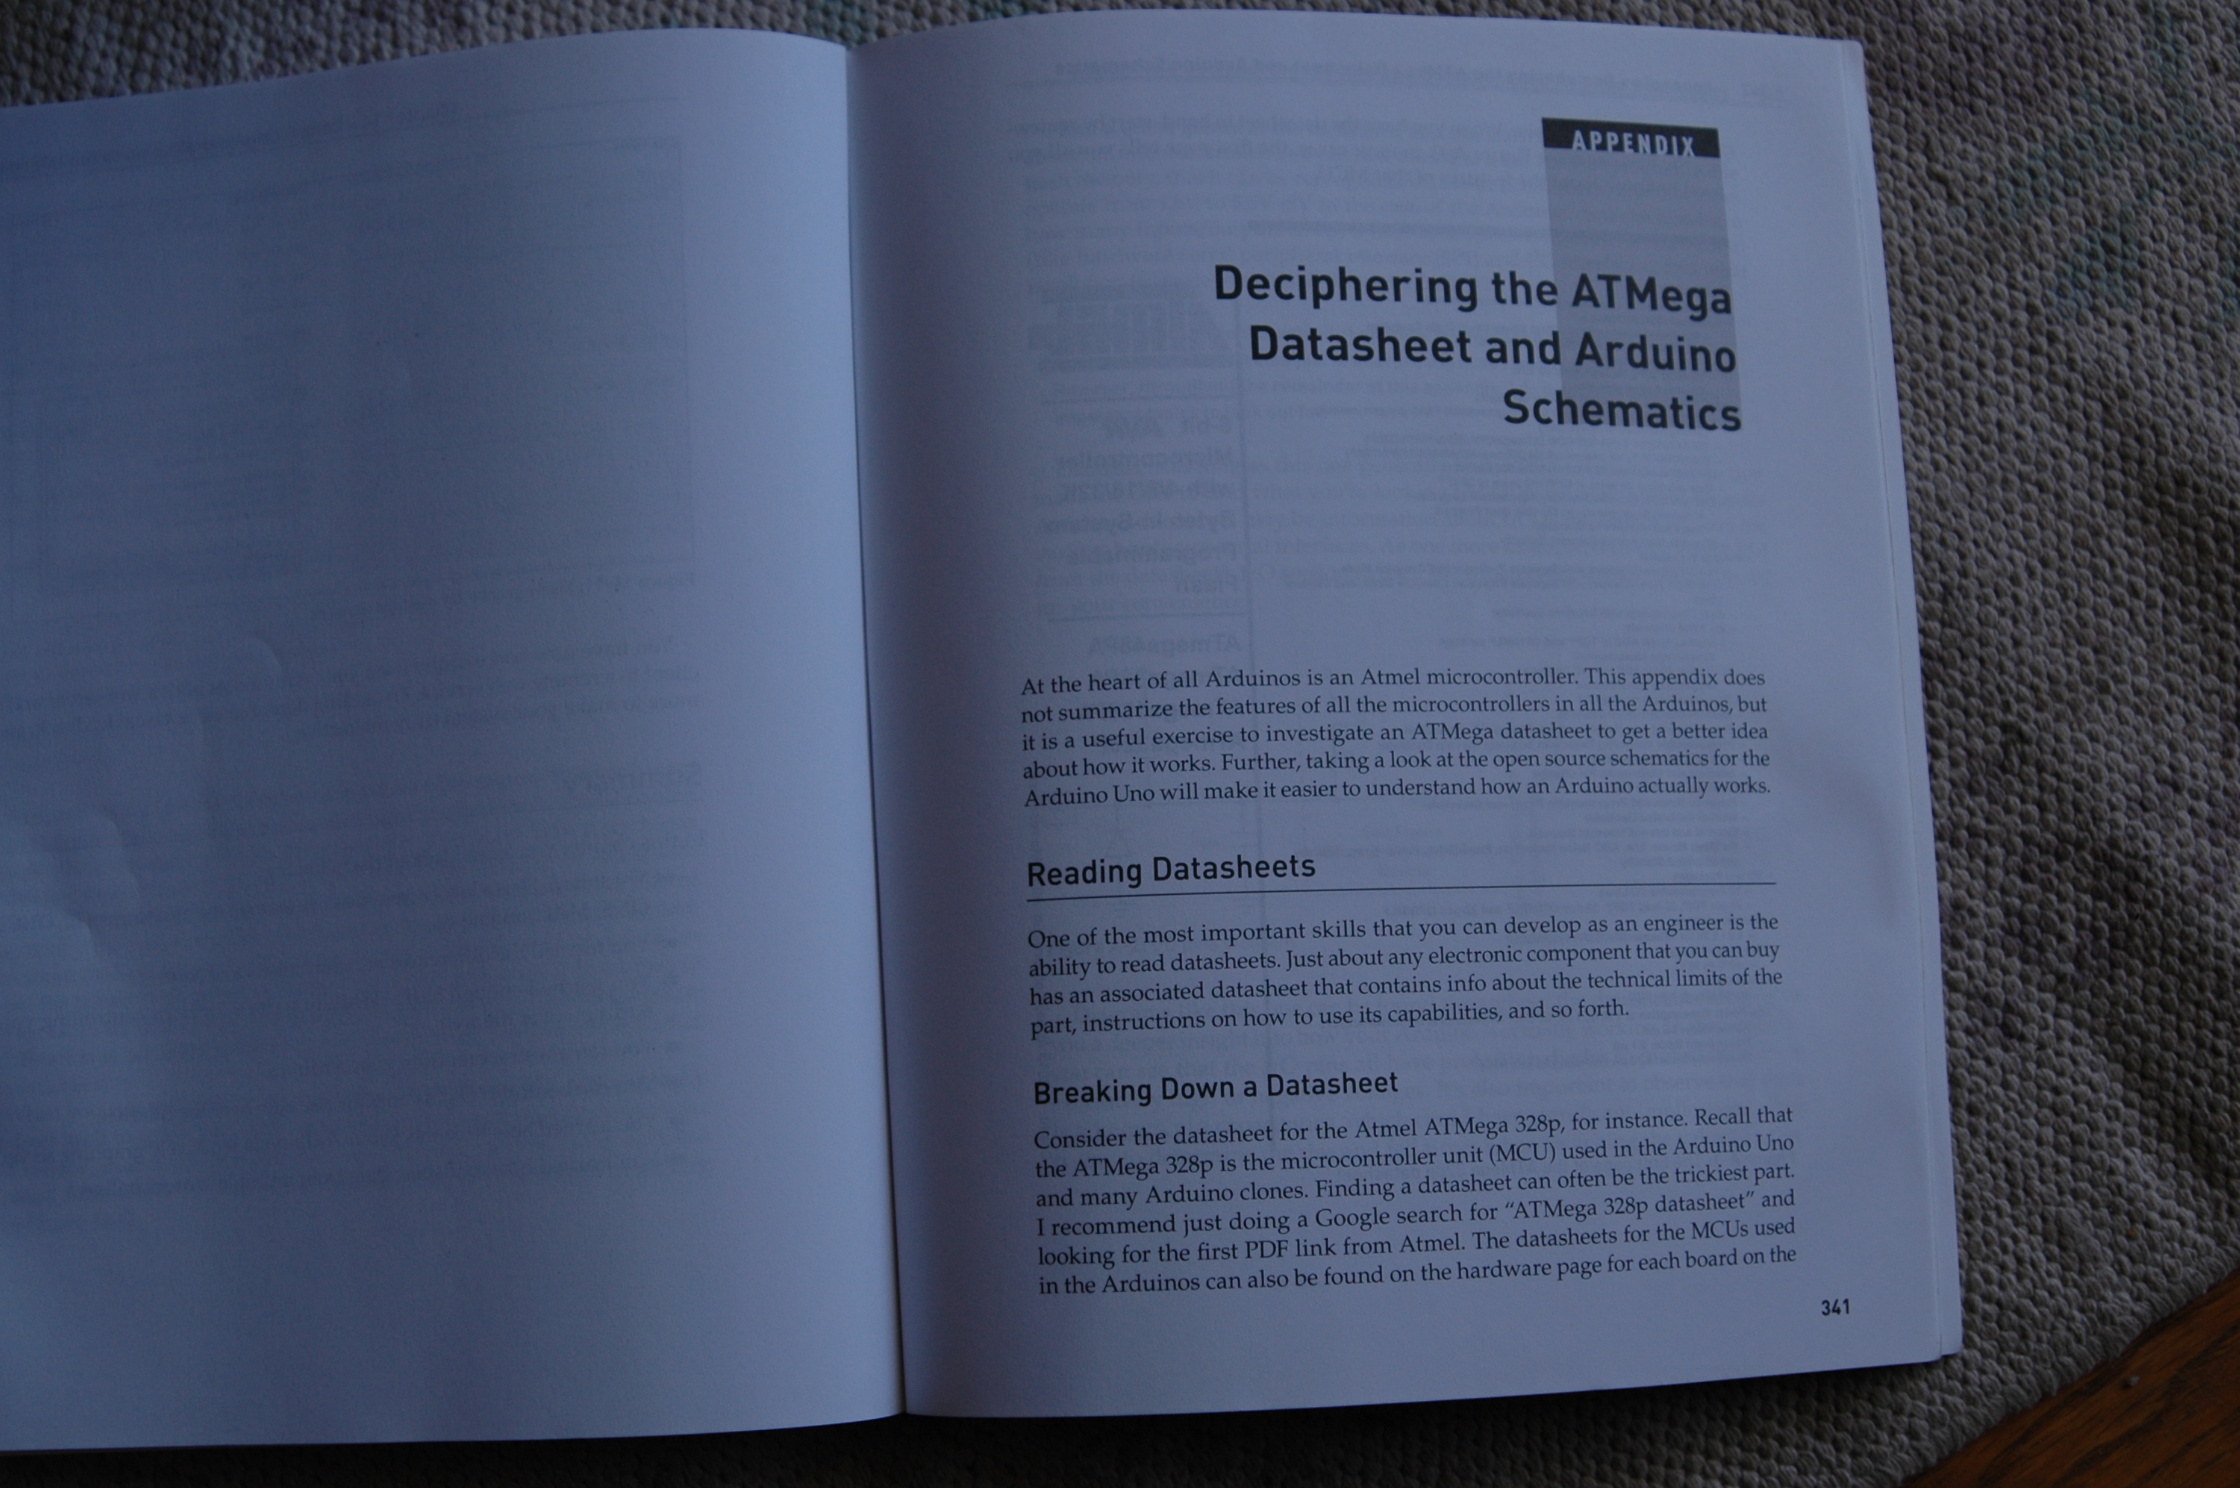 APPENDIX
Deciphering the ATMega
Datasheet and Arduino
Schematics
At the heart of all Arduinos is an Atmel microcontroller. This appendix does
not summarize the features of all the microcontrollers in all the Arduinos, but
it is a useful exercise to investigate an ATMega datasheet to get a better idea
about how it works. Further, taking a look at the open source schematics for the
Arduino Uno will make it easier to understand how an Arduino actually works.
Reading Datasheets
One of the most important skills that you can develop as an engineer is the
ability to read datasheets. Just about any electronic component that you can buy
has an associated datasheet that contains info about the technical limits of the
part, instructions on how to use its capabilities, and so forth.
Breaking Down a Datasheet
Consider the datasheet for the Atmel ATMega 328p, for instance. Recall that
the ATMega 328p is the microcontroller unit (MCU) used in the Arduino Uno
and many Arduino clones. Finding a datasheet can often be the trickiest part.
I recommend just doing a Google search for “ATMega 328p datasheet” and
looking for the first PDF link from Atmel. The datasheets for the MCUs used
in the Arduinos can also be found on the hardware page for each board on the
341